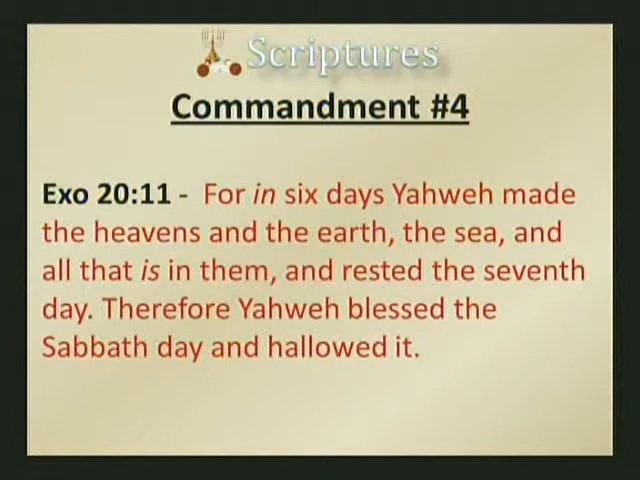 Scriptures
Commandment #4
Exo 20:11 - For in six days Yahweh made
the heavens and the earth, the sea, and
all that is in them, and rested the seventh
day. Therefore Yahweh blessed the
Sabbath day and hallowed it.